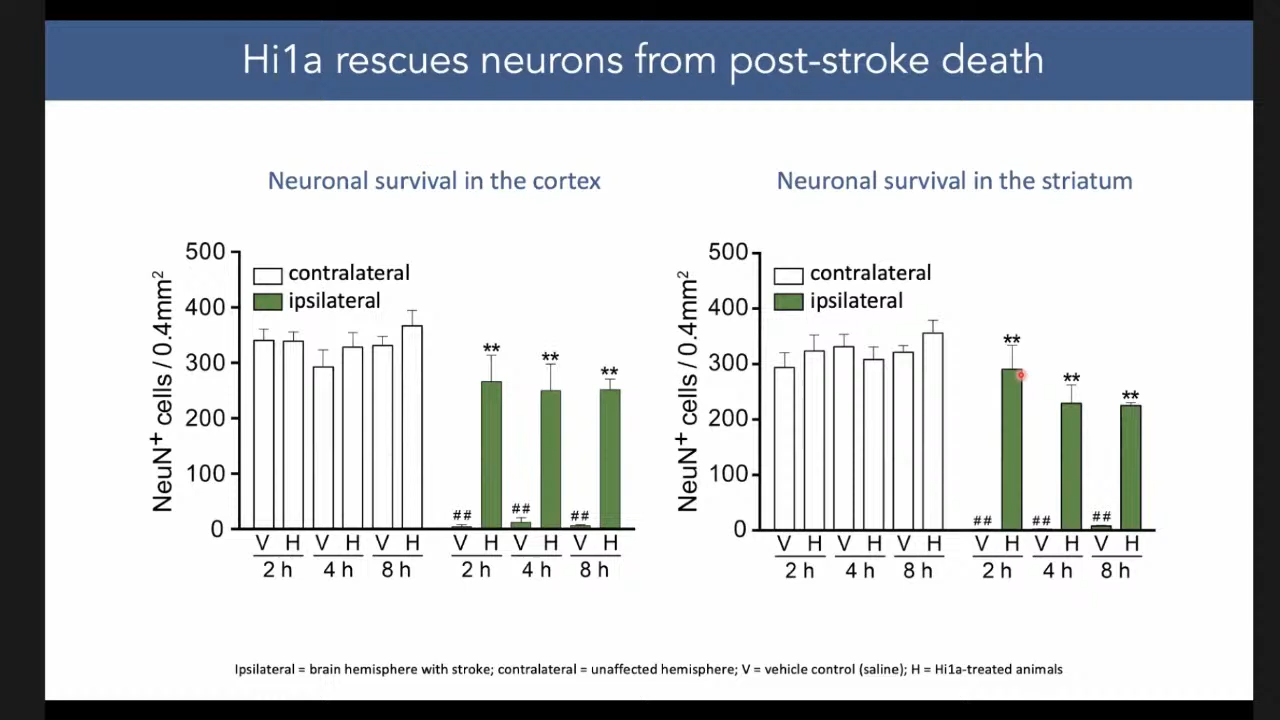 Hi1a rescues neurons from post-stroke death
Neuronal survival in the cortex
NeuN+ cells / 0.4mm²
500
400
300
200
100
0
contralateral
ipsilateral
** ** **
## ## ##
V H V H V H V H V H V H
2 h 4 h 8 h 2 h 4 h 8 h
Neuronal survival in the striatum
NeuN+ cells / 0.4mm²
500
400
300
200
100
0
contralateral
ipsilateral
** ** **
## ## ##
V H V H V H V H V H V H
2 h 4 h 8 h 2 h 4 h 8 h
Ipsilateral = brain hemisphere with stroke; contralateral = unaffected hemisphere; V = vehicle control (saline); H = Hi1a-treated animals